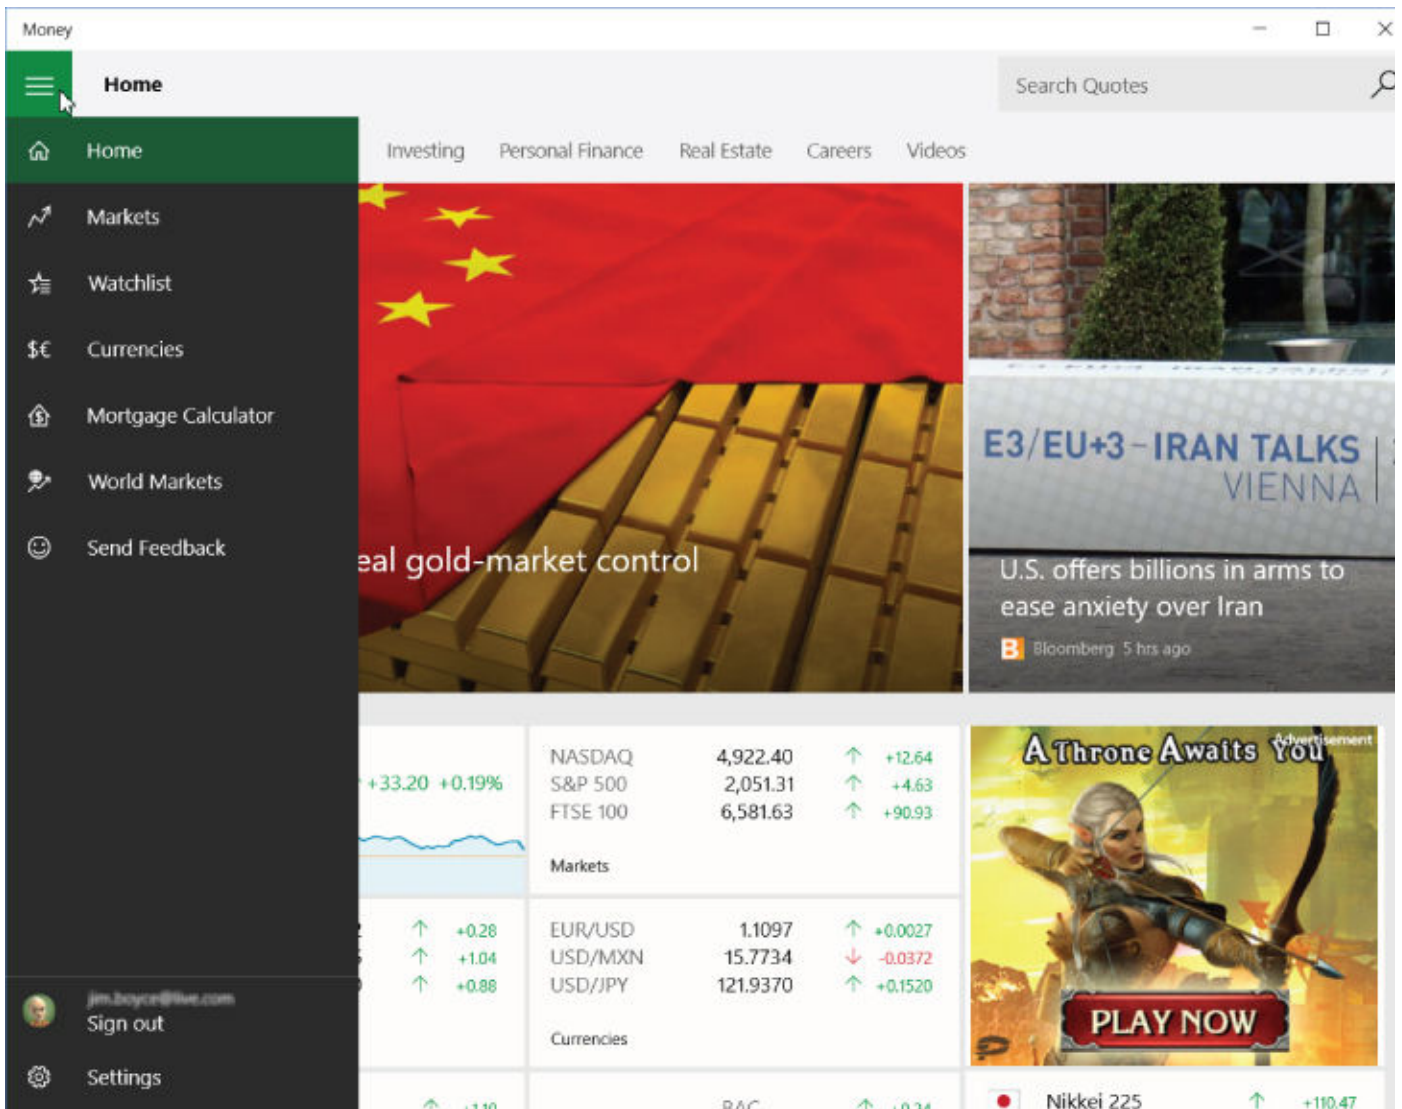 Money
Home
Search Quotes
Home
Investing Personal Finance Real Estate Careers Videos
Markets
Watchlist
$€ Currencies
Mortgage Calculator
World Markets
Send Feedback
eal gold-market control
E3/EU+3–IRAN TALKS
VIENNA
U.S. offers billions in arms to
ease anxiety over Iran
B Bloomberg 5 hrs ago
+33.20 +0.19%
NASDAQ 4,922.40 ↑ +12.64
S&P 500 2,051.31 ↑ +4.63
FTSE 100 6,581.63 ↑ +90.93
Markets
↑ +0.28
↑ +1.04
↑ +0.88
EUR/USD 1.1097 ↑ +0.0027
USD/MXN 15.7734 ↓ -0.0372
USD/JPY 121.9370 ↑ +0.1520
Currencies
Advertisement
A Throne Awaits You
PLAY NOW
jim.boyce@live.com
Sign out
Settings
Nikkei 225 ↑ +110.47